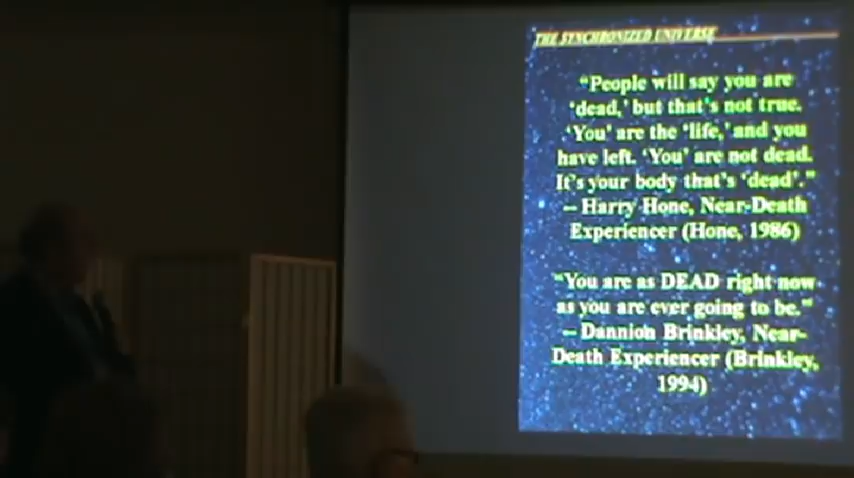 THE SYNCHRONIZED UNIVERSE
“People will say you are
‘dead,’ but that’s not true.
‘You’ are the ‘life,’ and you
have left. ‘You’ are not dead.
It’s your body that’s ‘dead’.”
– Harry Hone, Near-Death
Experiencer (Hone, 1986)
“You are as DEAD right now
as you are ever going to be.”
– Dannion Brinkley, Near-
Death Experiencer (Brinkley,
1994)